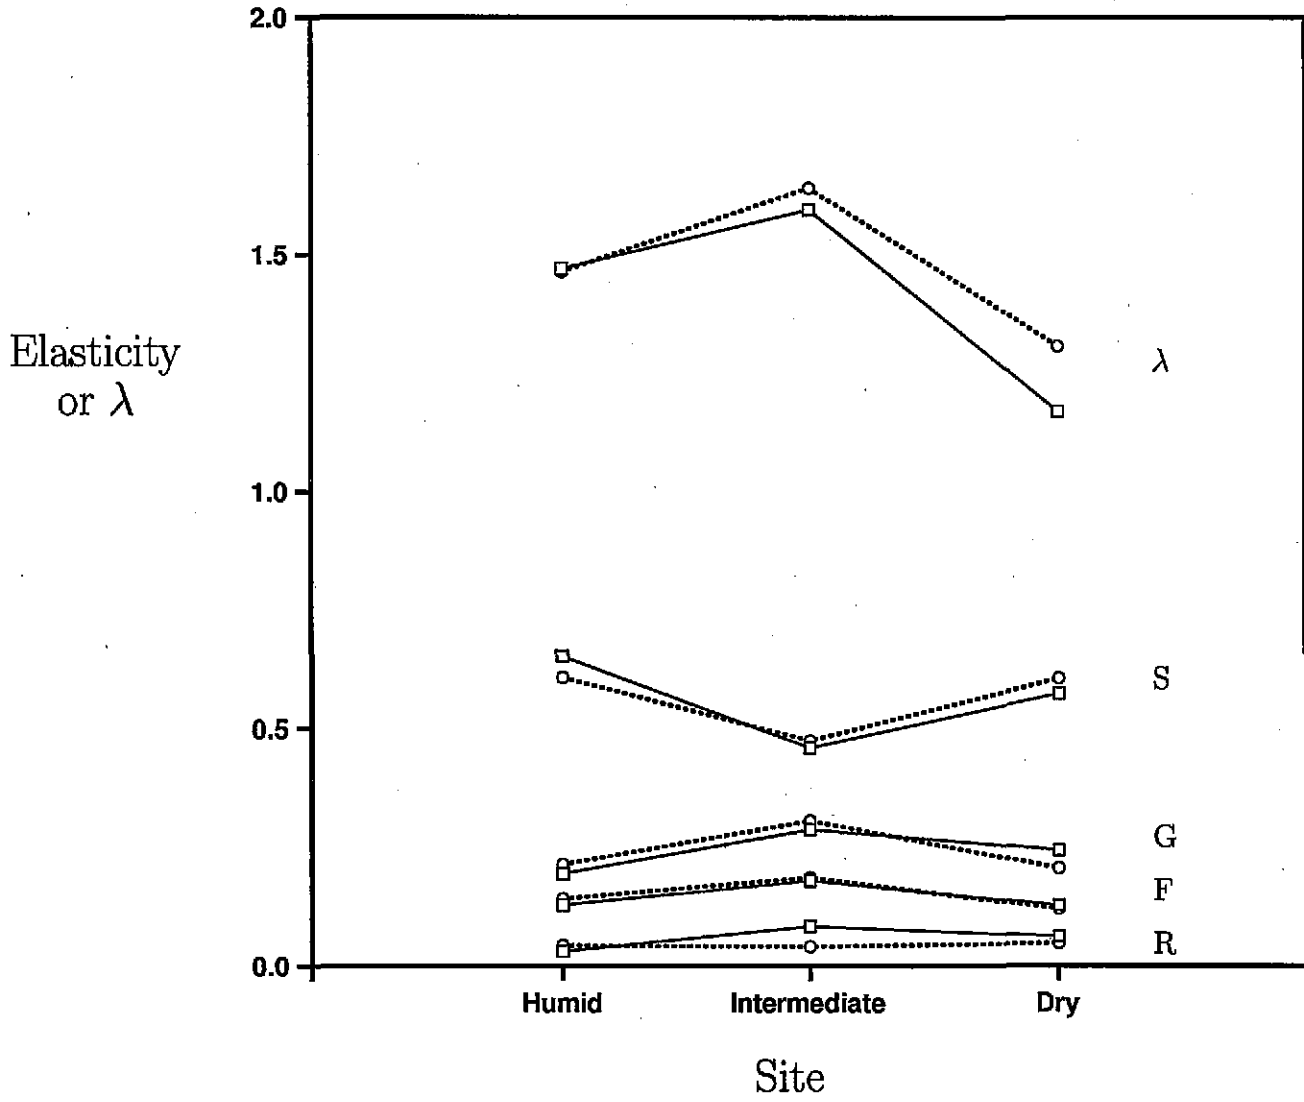 2.0
1.5
Elasticity
or λ
λ
1.0
S
0.5
G
F
R
0.0
Humid Intermediate Dry
Site